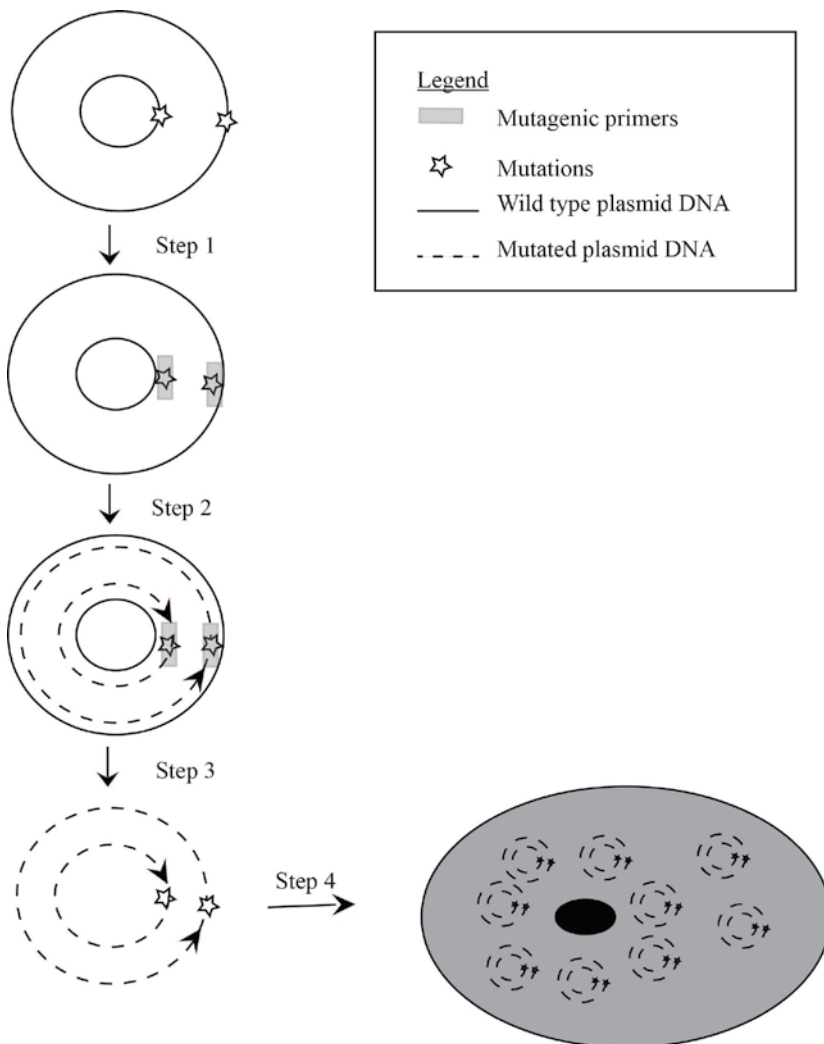 Legend
Mutagenic primers
Mutations
Wild type plasmid DNA
Mutated plasmid DNA
Step 1
Step 2
Step 3
Step 4